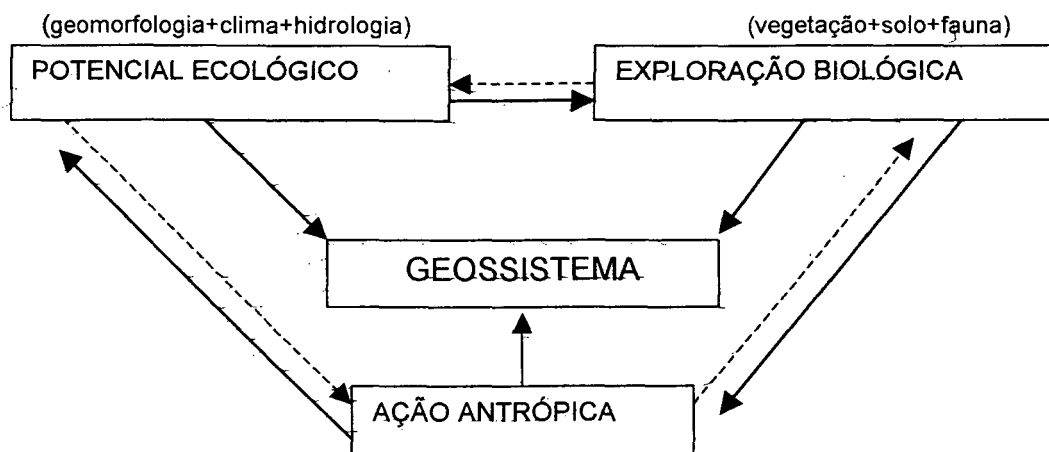 (geomorfologia+clima+hidrologia)
(vegetação+solo+fauna)
POTENCIAL ECOLÓGICO
EXPLORAÇÃO BIOLÓGICA
GEOSSISTEMA
AÇÃO ANTRÓPICA